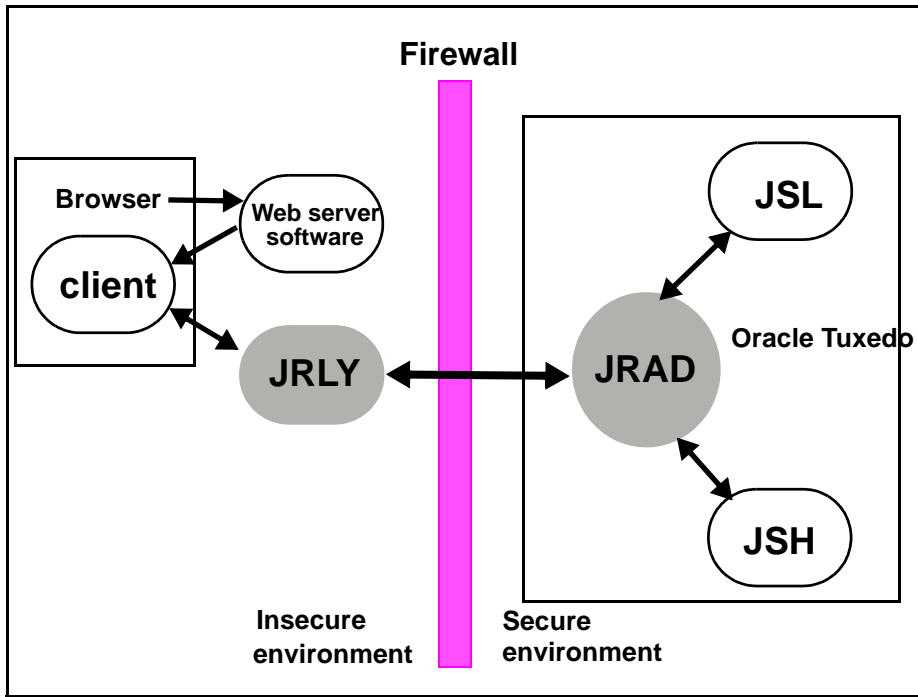 Firewall
Browser
Web server
software
client
JRLY
JSL
JRAD
Oracle Tuxedo
JSH
Insecure
environment
Secure
environment